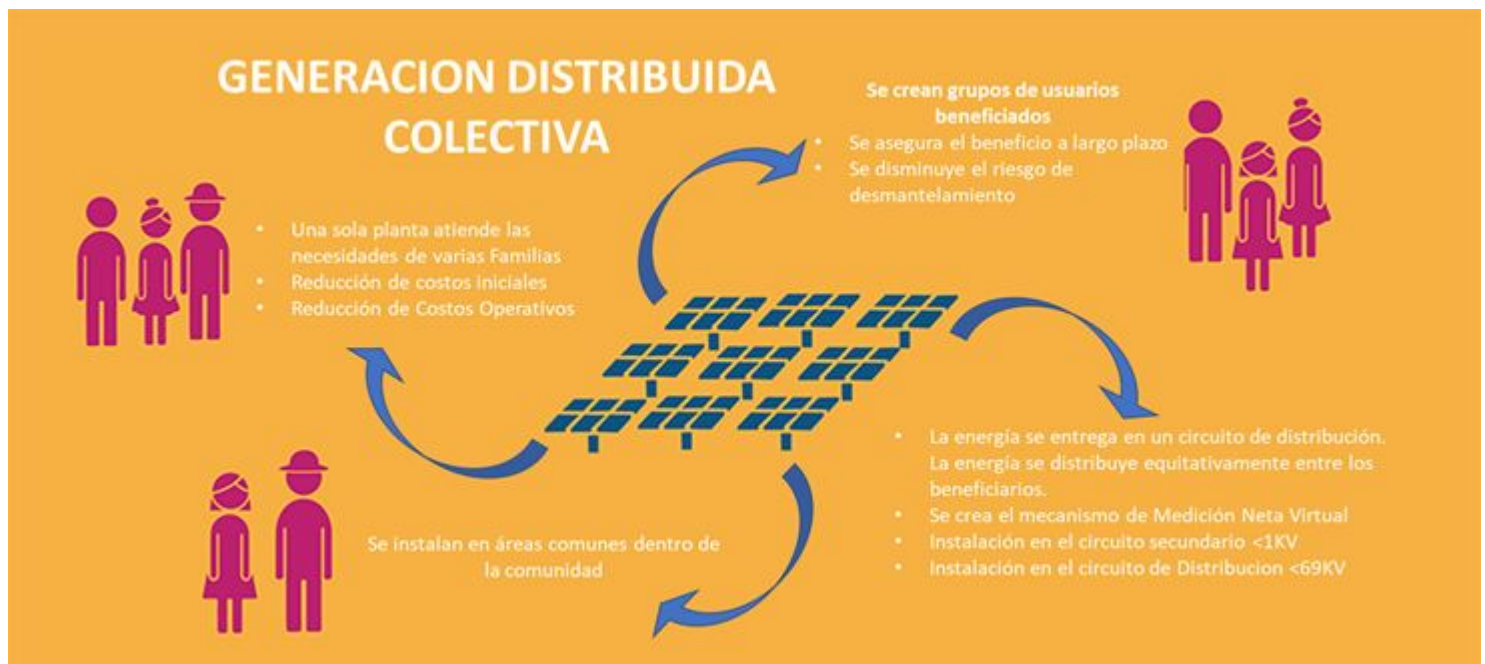 GENERACION DISTRIBUIDA
COLECTIVA
Se crean grupos de usuarios
beneficiados
• Se asegura el beneficio a largo plazo
• Se disminuye el riesgo de
desmantelamiento
• Una sola planta atiende las
necesidades de varias Familias
• Reducción de costos iniciales
• Reducción de Costos Operativos
• La energía se entrega en un circuito de distribución.
La energía se distribuye equitativamente entre los
beneficiarios.
• Se crea el mecanismo de Medición Neta Virtual
• Instalación en el circuito secundario <1KV
• Instalación en el circuito de Distribucion <69KV
Se instalan en áreas comunes dentro de
la comunidad